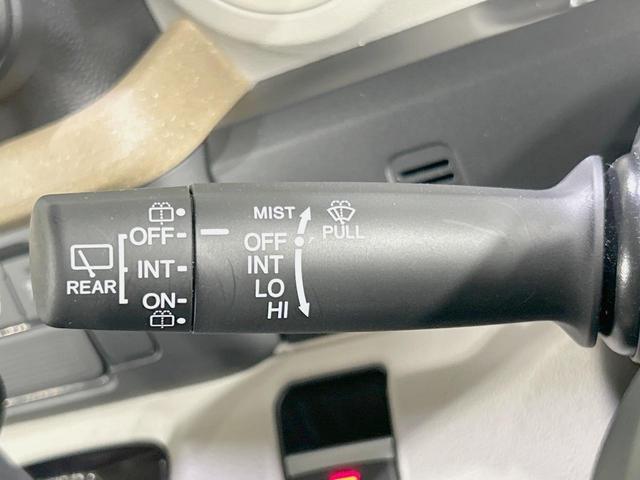 OFF
INT
ON
REAR
MIST
OFF
INT
LO
HI
PULL